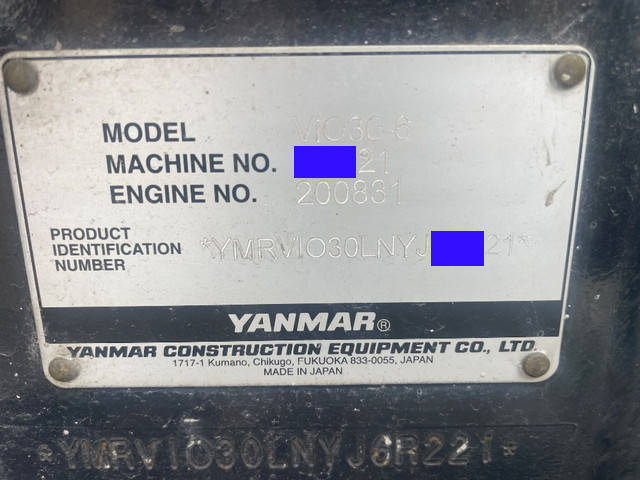 MODEL ViO30-6
MACHINE NO. 21
ENGINE NO. 200831
PRODUCT
IDENTIFICATION
NUMBER
*YMRVIO30LNYJ 21*
YANMAR®
YANMAR CONSTRUCTION EQUIPMENT CO., LTD.
1717-1 Kumano, Chikugo, FUKUOKA 833-0055, JAPAN
MADE IN JAPAN
*YMRVIO30LNYJ6R221*